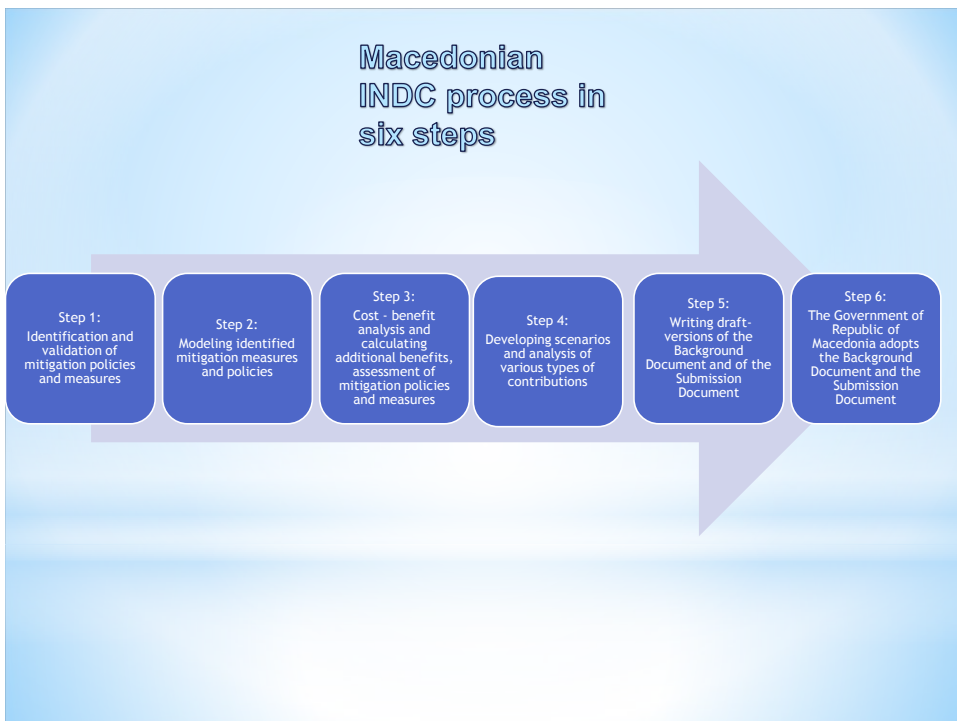 Macedonian
INDC process in
six steps
Step 1:
Identification and
validation of
mitigation policies
and measures
Step 2:
Modeling identified
mitigation measures
and policies
Step 3:
Cost - benefit
analysis and
calculating
additional benefits,
assessment of
mitigation policies
and measures
Step 4:
Developing scenarios
and analysis of
various types of
contributions
Step 5:
Writing draft-
versions of the
Background
Document and of the
Submission
Document
Step 6:
The Government of
Republic of
Macedonia adopts
the Background
Document and the
Submission
Document